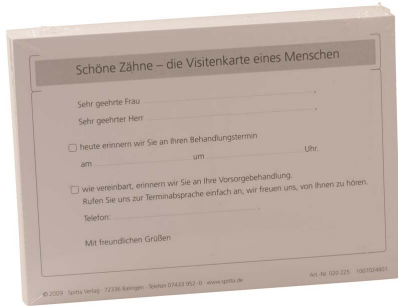 Schöne Zähne – die Visitenkarte eines Menschen
Sehr geehrte Frau ,
Sehr geehrter Herr ,
heute erinnern wir Sie an Ihren Behandlungstermin
am um Uhr.
wie vereinbart, erinnern wir Sie an Ihre Vorsorgebehandlung.
Rufen Sie uns zur Terminabsprache einfach an, wir freuen uns, von Ihnen zu hören.
Telefon: .
Mit freundlichen Grüßen
© 2009 Spitta Verlag · 72336 Balingen · Telefon 07433 952-0 · www.spitta.de Art.-Nr. 020 225